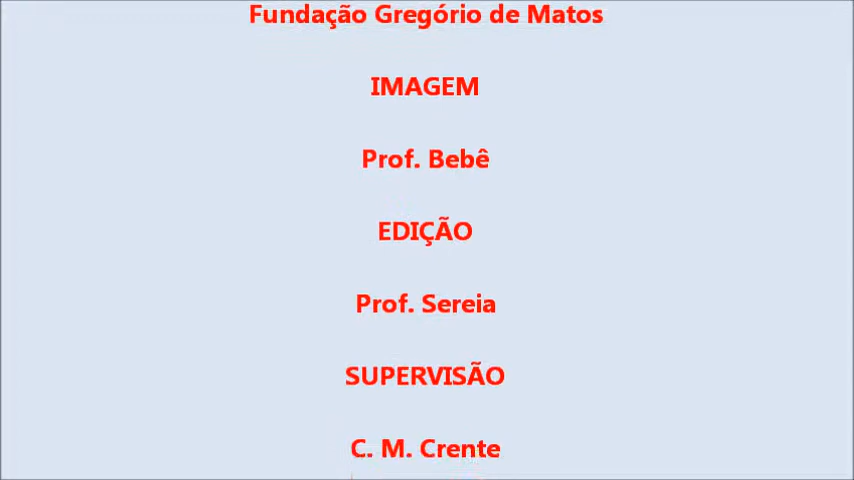 Fundação Gregório de Matos
IMAGEM
Prof. Bebê
EDIÇÃO
Prof. Sereia
SUPERVISÃO
C. M. Crente